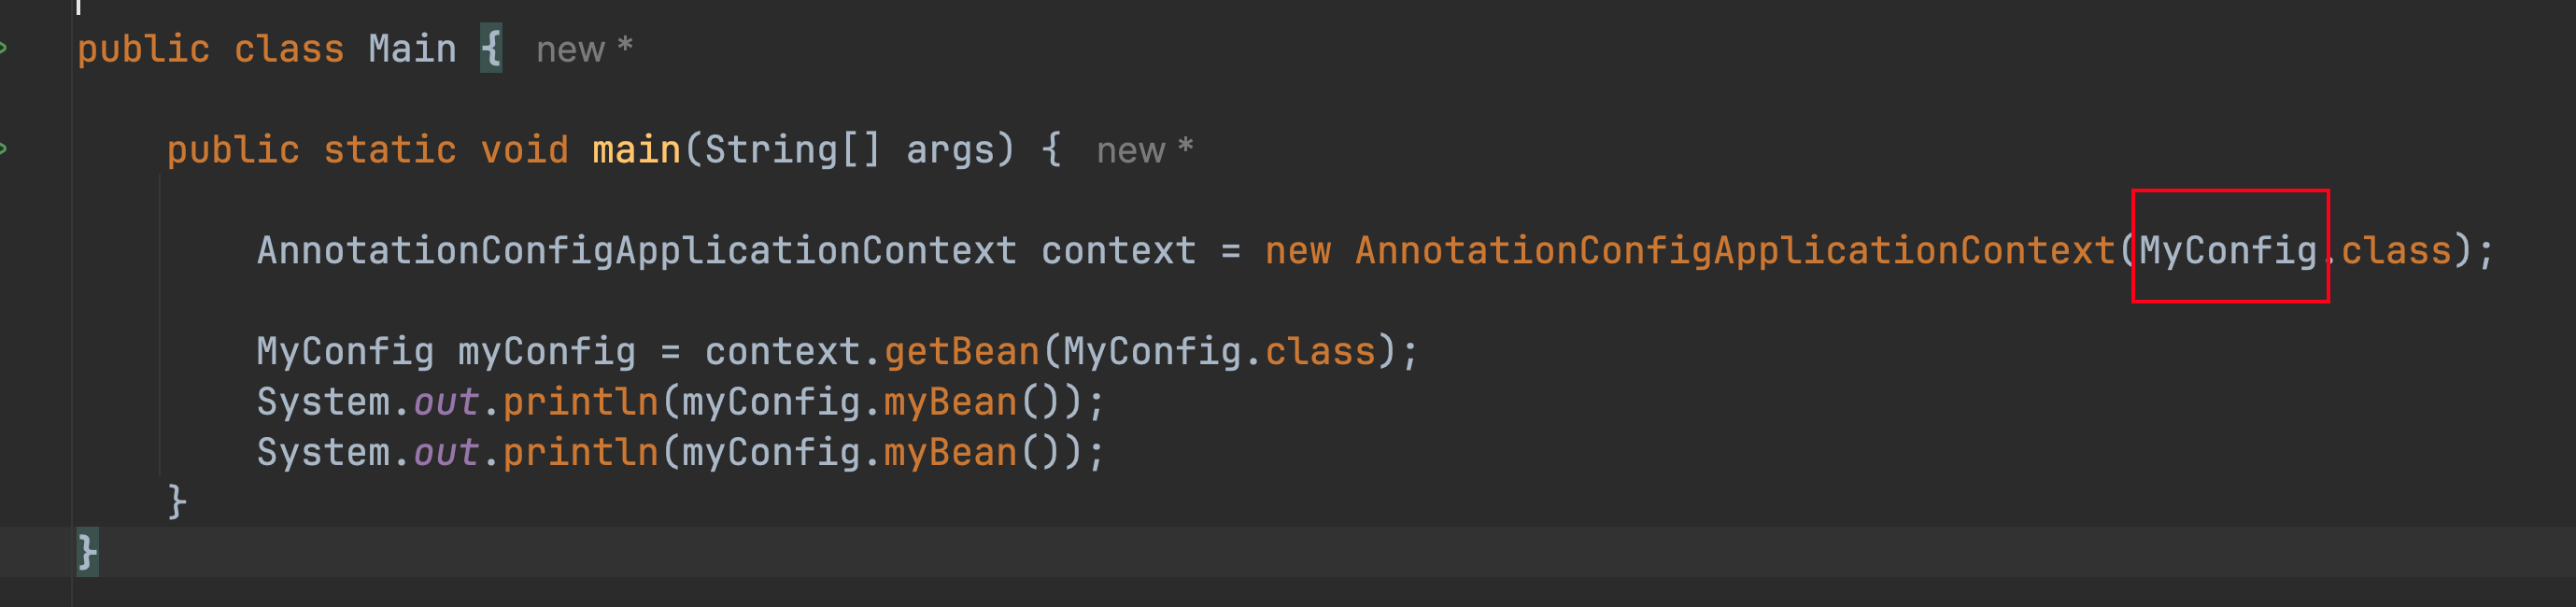 public class Main { new *
public static void main(String[] args) { new *
AnnotationConfigApplicationContext context = new AnnotationConfigApplicationContext(MyConfig.class);
MyConfig myConfig = context.getBean(MyConfig.class);
System.out.println(myConfig.myBean());
System.out.println(myConfig.myBean());
}
}